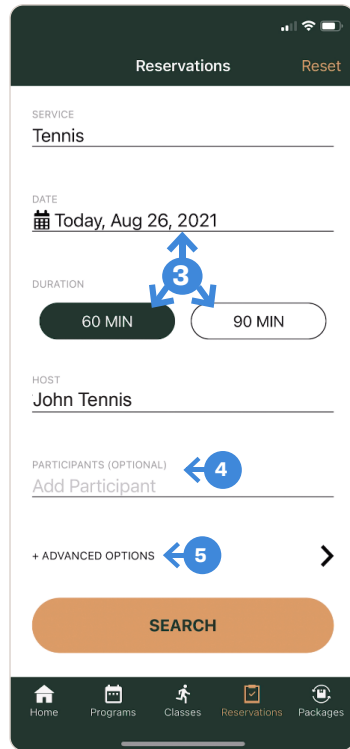 Reservations
Reset
SERVICE
Tennis
DATE
Today, Aug 26, 2021
3
DURATION
60 MIN
90 MIN
HOST
John Tennis
PARTICIPANTS (OPTIONAL)
4
Add Participant
+ ADVANCED OPTIONS
5
SEARCH
Home Programs Classes Reservations Packages